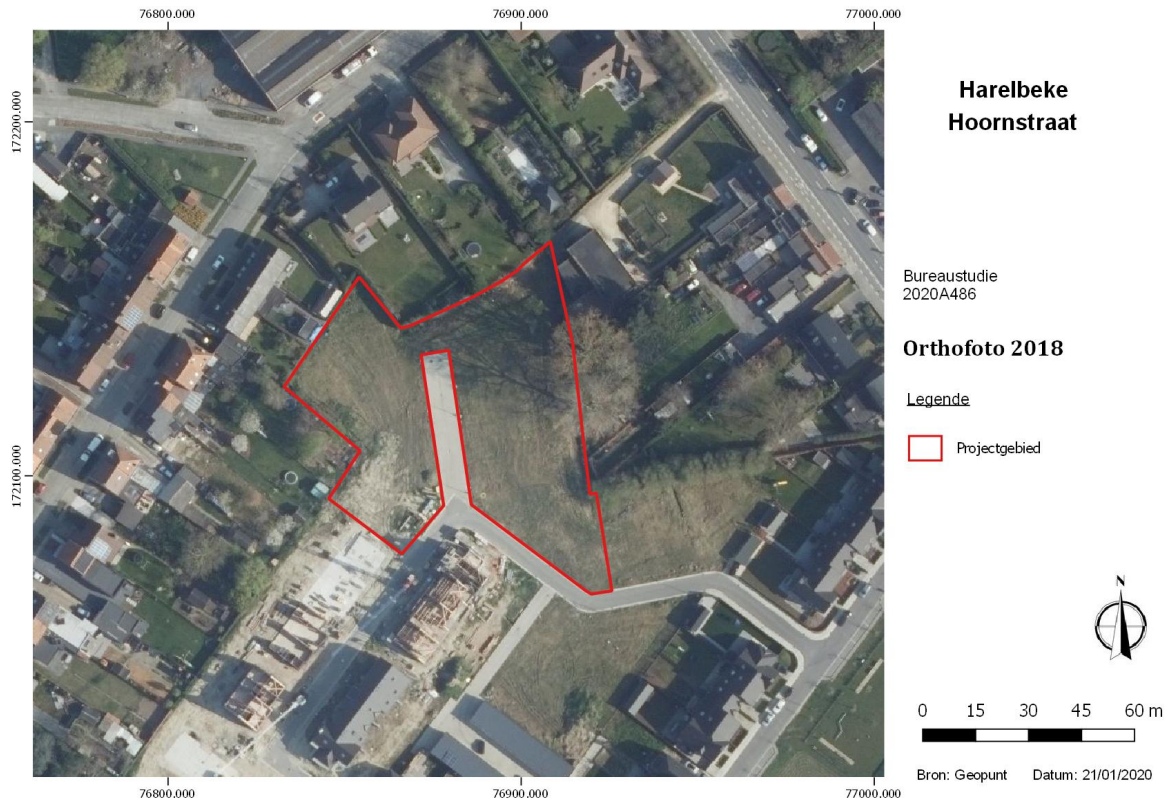 76800.000 76900.000 77000.000
172200.000
172100.000
Harelbeke
Hoornstraat
Bureaustudie
2020A486
Orthofoto 2018
Legende
Projectgebied
N
0 15 30 45 60 m
Bron: Geopunt Datum: 21/01/2020
76800.000 76900.000 77000.000